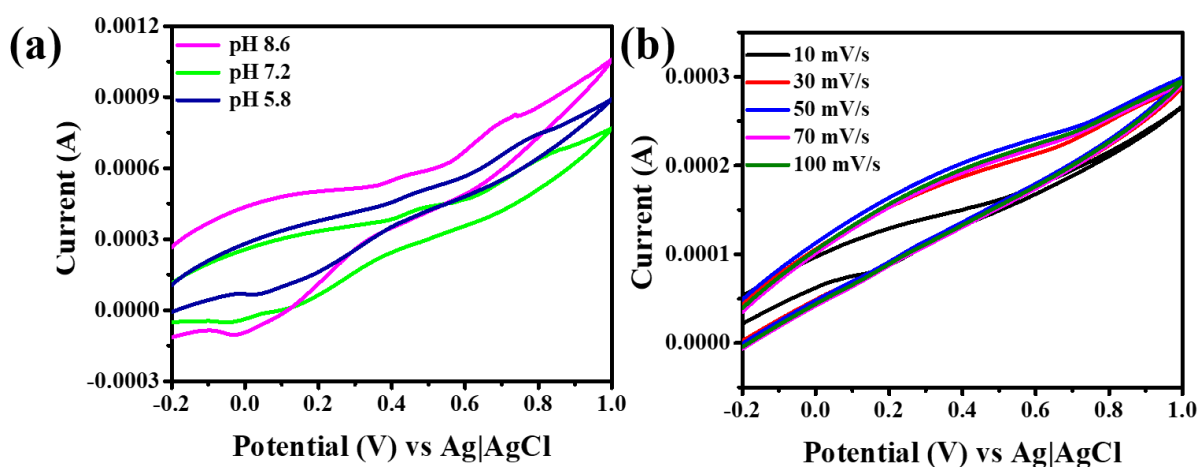 (a)
pH 8.6
pH 7.2
pH 5.8
0.0012
0.0009
0.0006
0.0003
0.0000
-0.0003
Current (A)
-0.2 0.0 0.2 0.4 0.6 0.8 1.0
Potential (V) vs Ag|AgCl
(b)
10 mV/s
30 mV/s
50 mV/s
70 mV/s
100 mV/s
0.0003
0.0002
0.0001
0.0000
Current (A)
-0.2 0.0 0.2 0.4 0.6 0.8 1.0
Potential (V) vs Ag|AgCl